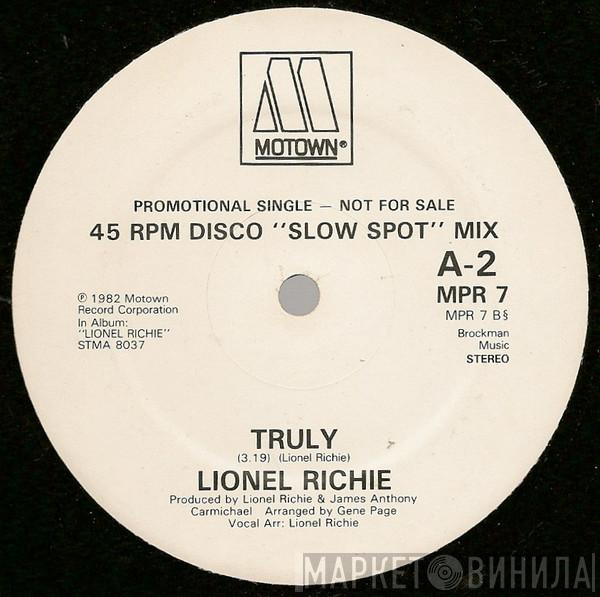 MOTOWN®
PROMOTIONAL SINGLE — NOT FOR SALE
45 RPM DISCO "SLOW SPOT" MIX
A-2
MPR 7
MPR 7 B§
Brockman
Music
STEREO
℗ 1982 Motown
Record Corporation
In Album:
"LIONEL RICHIE"
STMA 8037
TRULY
(3.19) (Lionel Richie)
LIONEL RICHIE
Produced by Lionel Richie & James Anthony
Carmichael Arranged by Gene Page
Vocal Arr: Lionel Richie
МАРКЕТ ВИНИЛА